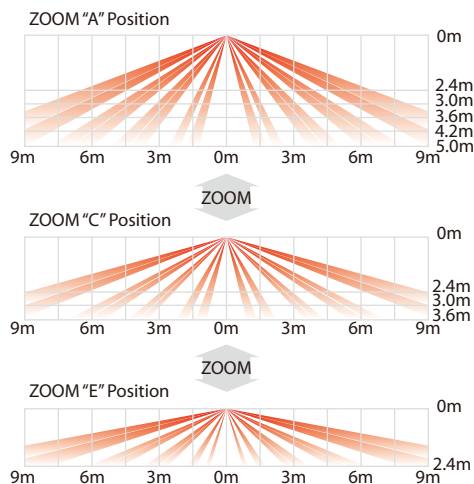 ZOOM “A” Position
0m
2.4m
3.0m
3.6m
4.2m
5.0m
9m 6m 3m 0m 3m 6m 9m
ZOOM
ZOOM “C” Position
0m
2.4m
3.0m
3.6m
9m 6m 3m 0m 3m 6m 9m
ZOOM
ZOOM “E” Position
0m
2.4m
9m 6m 3m 0m 3m 6m 9m